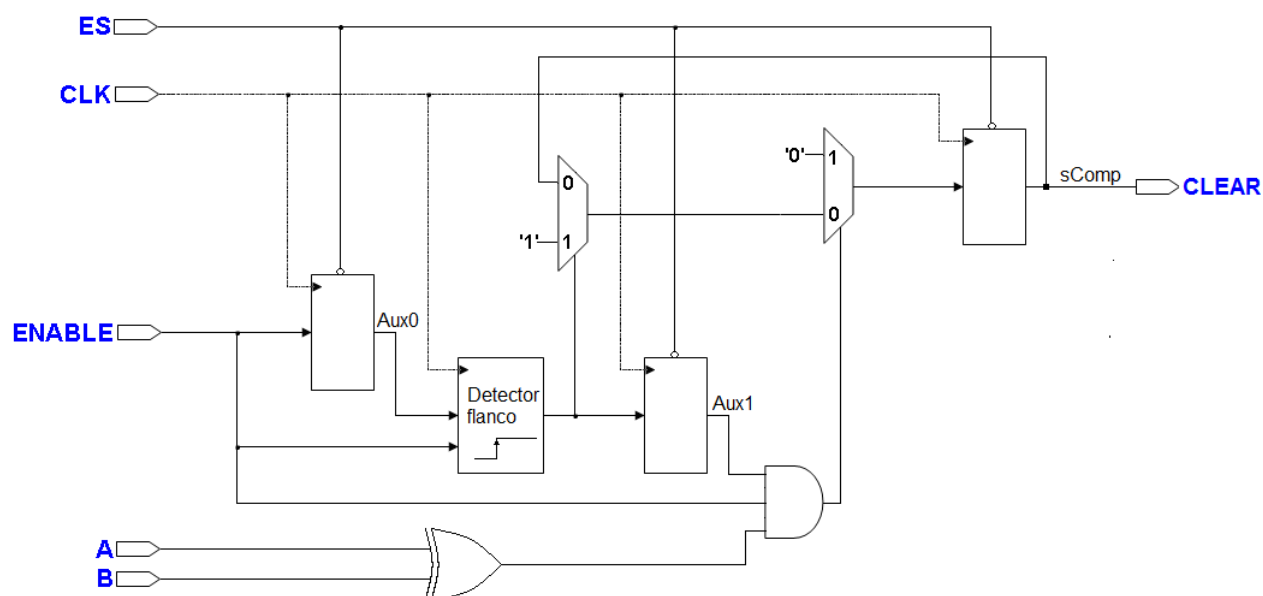 ES
CLK
'0'
1
0
sComp
CLEAR
'1'
1
0
ENABLE
Aux0
Detector
flanco
Aux1
A
B